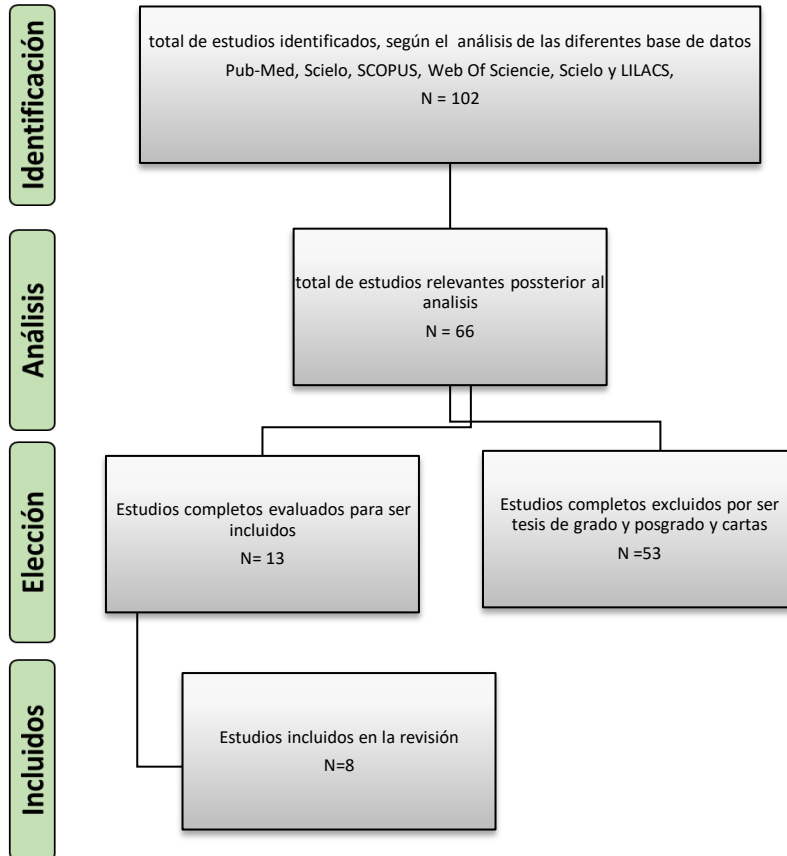 Identificación
total de estudios identificados, según el  análisis de las diferentes base de datos
Pub-Med, Scielo, SCOPUS, Web Of Sciencie, Scielo y LILACS,
N = 102
Análisis
total de estudios relevantes possterior al
analisis
N = 66
Elección
Estudios completos evaluados para ser
incluidos
N= 13
Estudios completos excluidos por ser
tesis de grado y posgrado y cartas
N =53
Incluidos
Estudios incluidos en la revisión
N=8